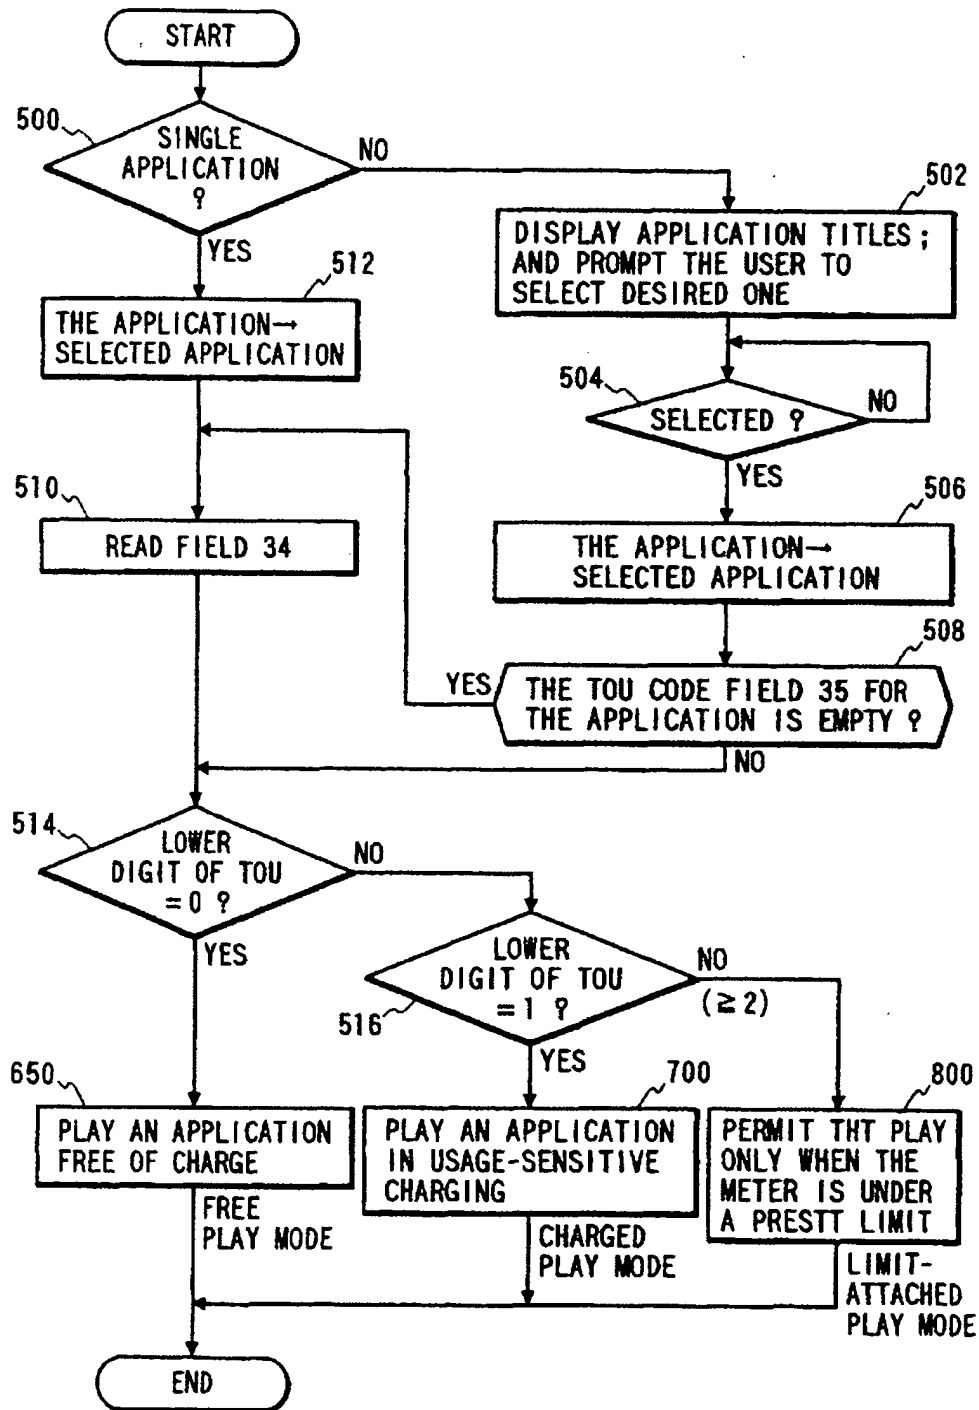 START
500
SINGLE
APPLICATION
?
NO
YES
502
DISPLAY APPLICATION TITLES;
AND PROMPT THE USER TO
SELECT DESIRED ONE
512
THE APPLICATION→
SELECTED APPLICATION
504
SELECTED ?
NO
YES
510
READ FIELD 34
506
THE APPLICATION→
SELECTED APPLICATION
508
YES
THE TOU CODE FIELD 35 FOR
THE APPLICATION IS EMPTY ?
NO
514
LOWER
DIGIT OF TOU
=0 ?
NO
YES
LOWER
DIGIT OF TOU
=1 ?
516
NO
(≧2)
YES
650
PLAY AN APPLICATION
FREE OF CHARGE
FREE
PLAY MODE
700
PLAY AN APPLICATION
IN USAGE-SENSITIVE
CHARGING
CHARGED
PLAY MODE
800
PERMIT THT PLAY
ONLY WHEN THE
METER IS UNDER
A PRESTT LIMIT
LIMIT-
ATTACHED
PLAY MODE
END